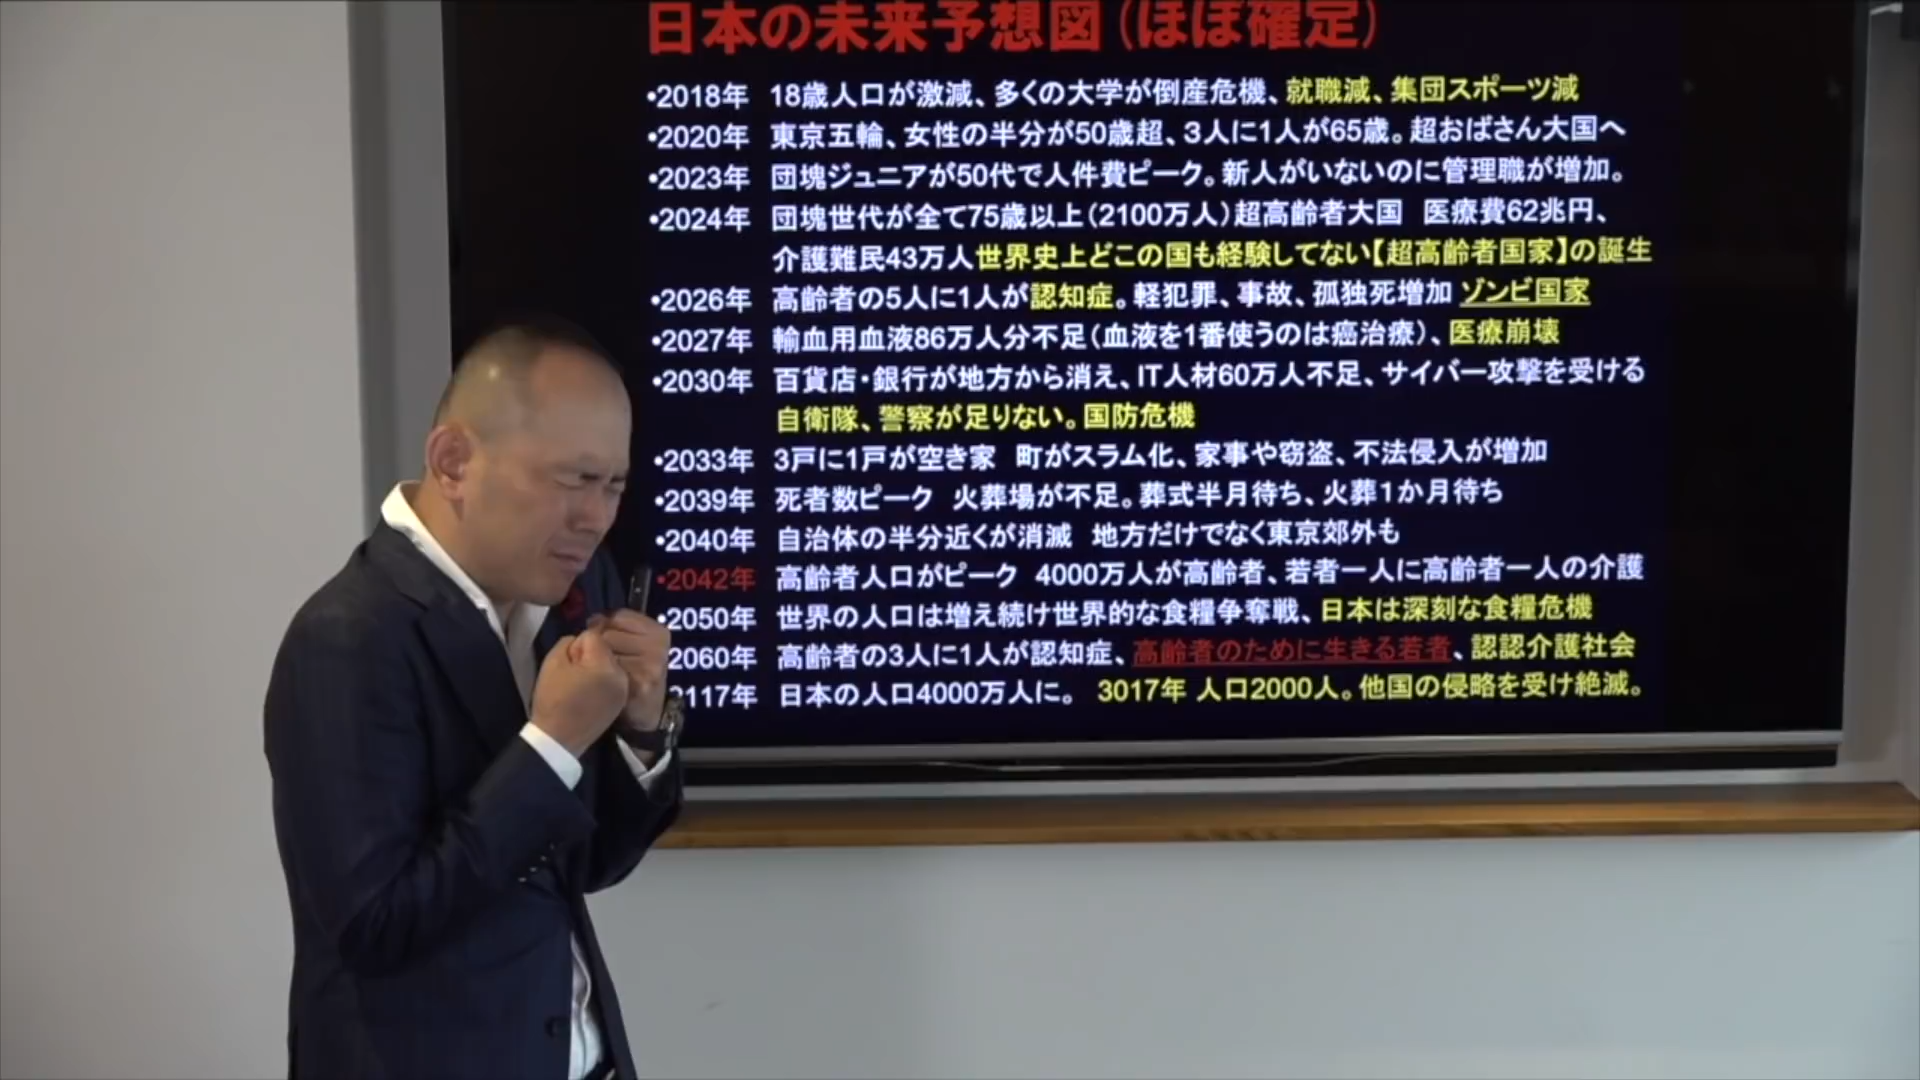 日本の未来予想図(ほぼ確定)
•2018年 18歳人口が激減、多くの大学が倒産危機、就職減、集団スポーツ減
•2020年 東京五輪、女性の半分が50歳超、3人に1人が65歳。超おばさん大国へ
•2023年 団塊ジュニアが50代で人件費ピーク。新人がいないのに管理職が増加。
•2024年 団塊世代が全て75歳以上(2100万人)超高齢者大国 医療費62兆円、
介護難民43万人世界史上どこの国も経験してない【超高齢者国家】の誕生
•2026年 高齢者の5人に1人が認知症。軽犯罪、事故、孤独死増加 ゾンビ国家
•2027年 輸血用血液86万人分不足(血液を1番使うのは癌治療)、医療崩壊
•2030年 百貨店・銀行が地方から消え、IT人材60万人不足、サイバー攻撃を受ける
自衛隊、警察が足りない。国防危機
•2033年 3戸に1戸が空き家 町がスラム化、家事や窃盗、不法侵入が増加
•2039年 死者数ピーク 火葬場が不足。葬式半月待ち、火葬1か月待ち
•2040年 自治体の半分近くが消滅 地方だけでなく東京郊外も
•2042年 高齢者人口がピーク 4000万人が高齢者、若者一人に高齢者一人の介護
•2050年 世界の人口は増え続け世界的な食糧争奪戦、日本は深刻な食糧危機
2060年 高齢者の3人に1人が認知症、高齢者のために生きる若者、認認介護社会
2117年 日本の人口4000万人に。 3017年 人口2000人。他国の侵略を受け絶滅。